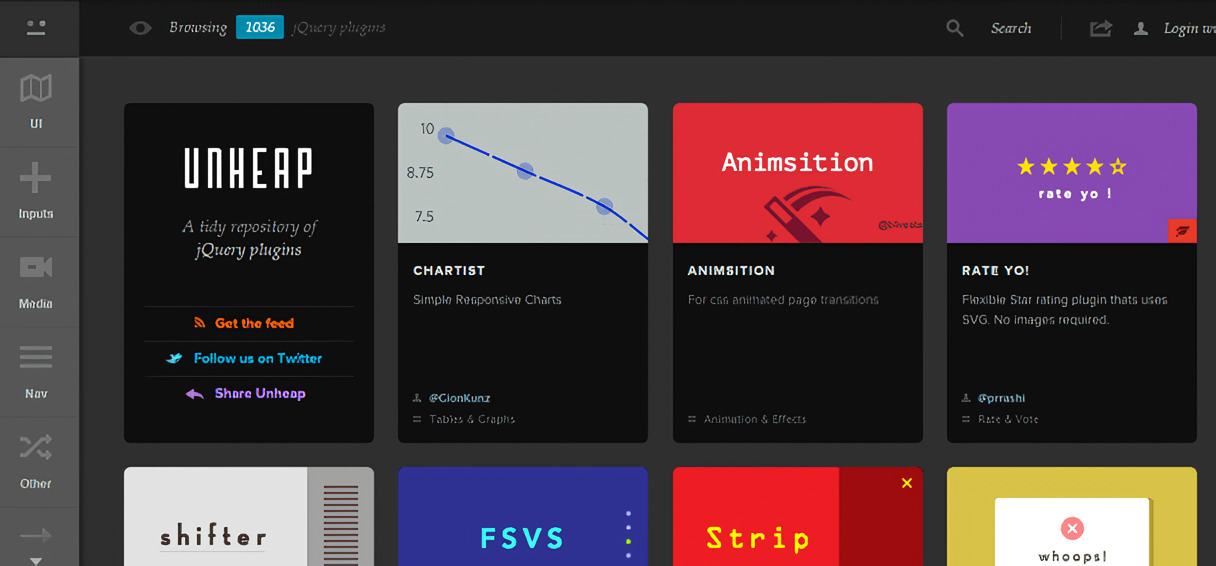 Browsing 1036 jQuery plugins
Search
Login
UI
Inputs
Media
Nav
Other
UNHEAP
A tidy repository of
jQuery plugins
Get the feed
Follow us on Twitter
Share Unheap
10
8.75
7.5
CHARTIST
Simple Responsive Charts
@GionKunz
Tables & Graphs
Animsition
ANIMSITION
For css animated page transitions
Animation & Effects
rate yo !
RATE YO!
Flexible Star rating plugin thats uses
SVG. No images required.
@prrashi
Rate & Vote
shifter
FSVS
Strip
whoops!